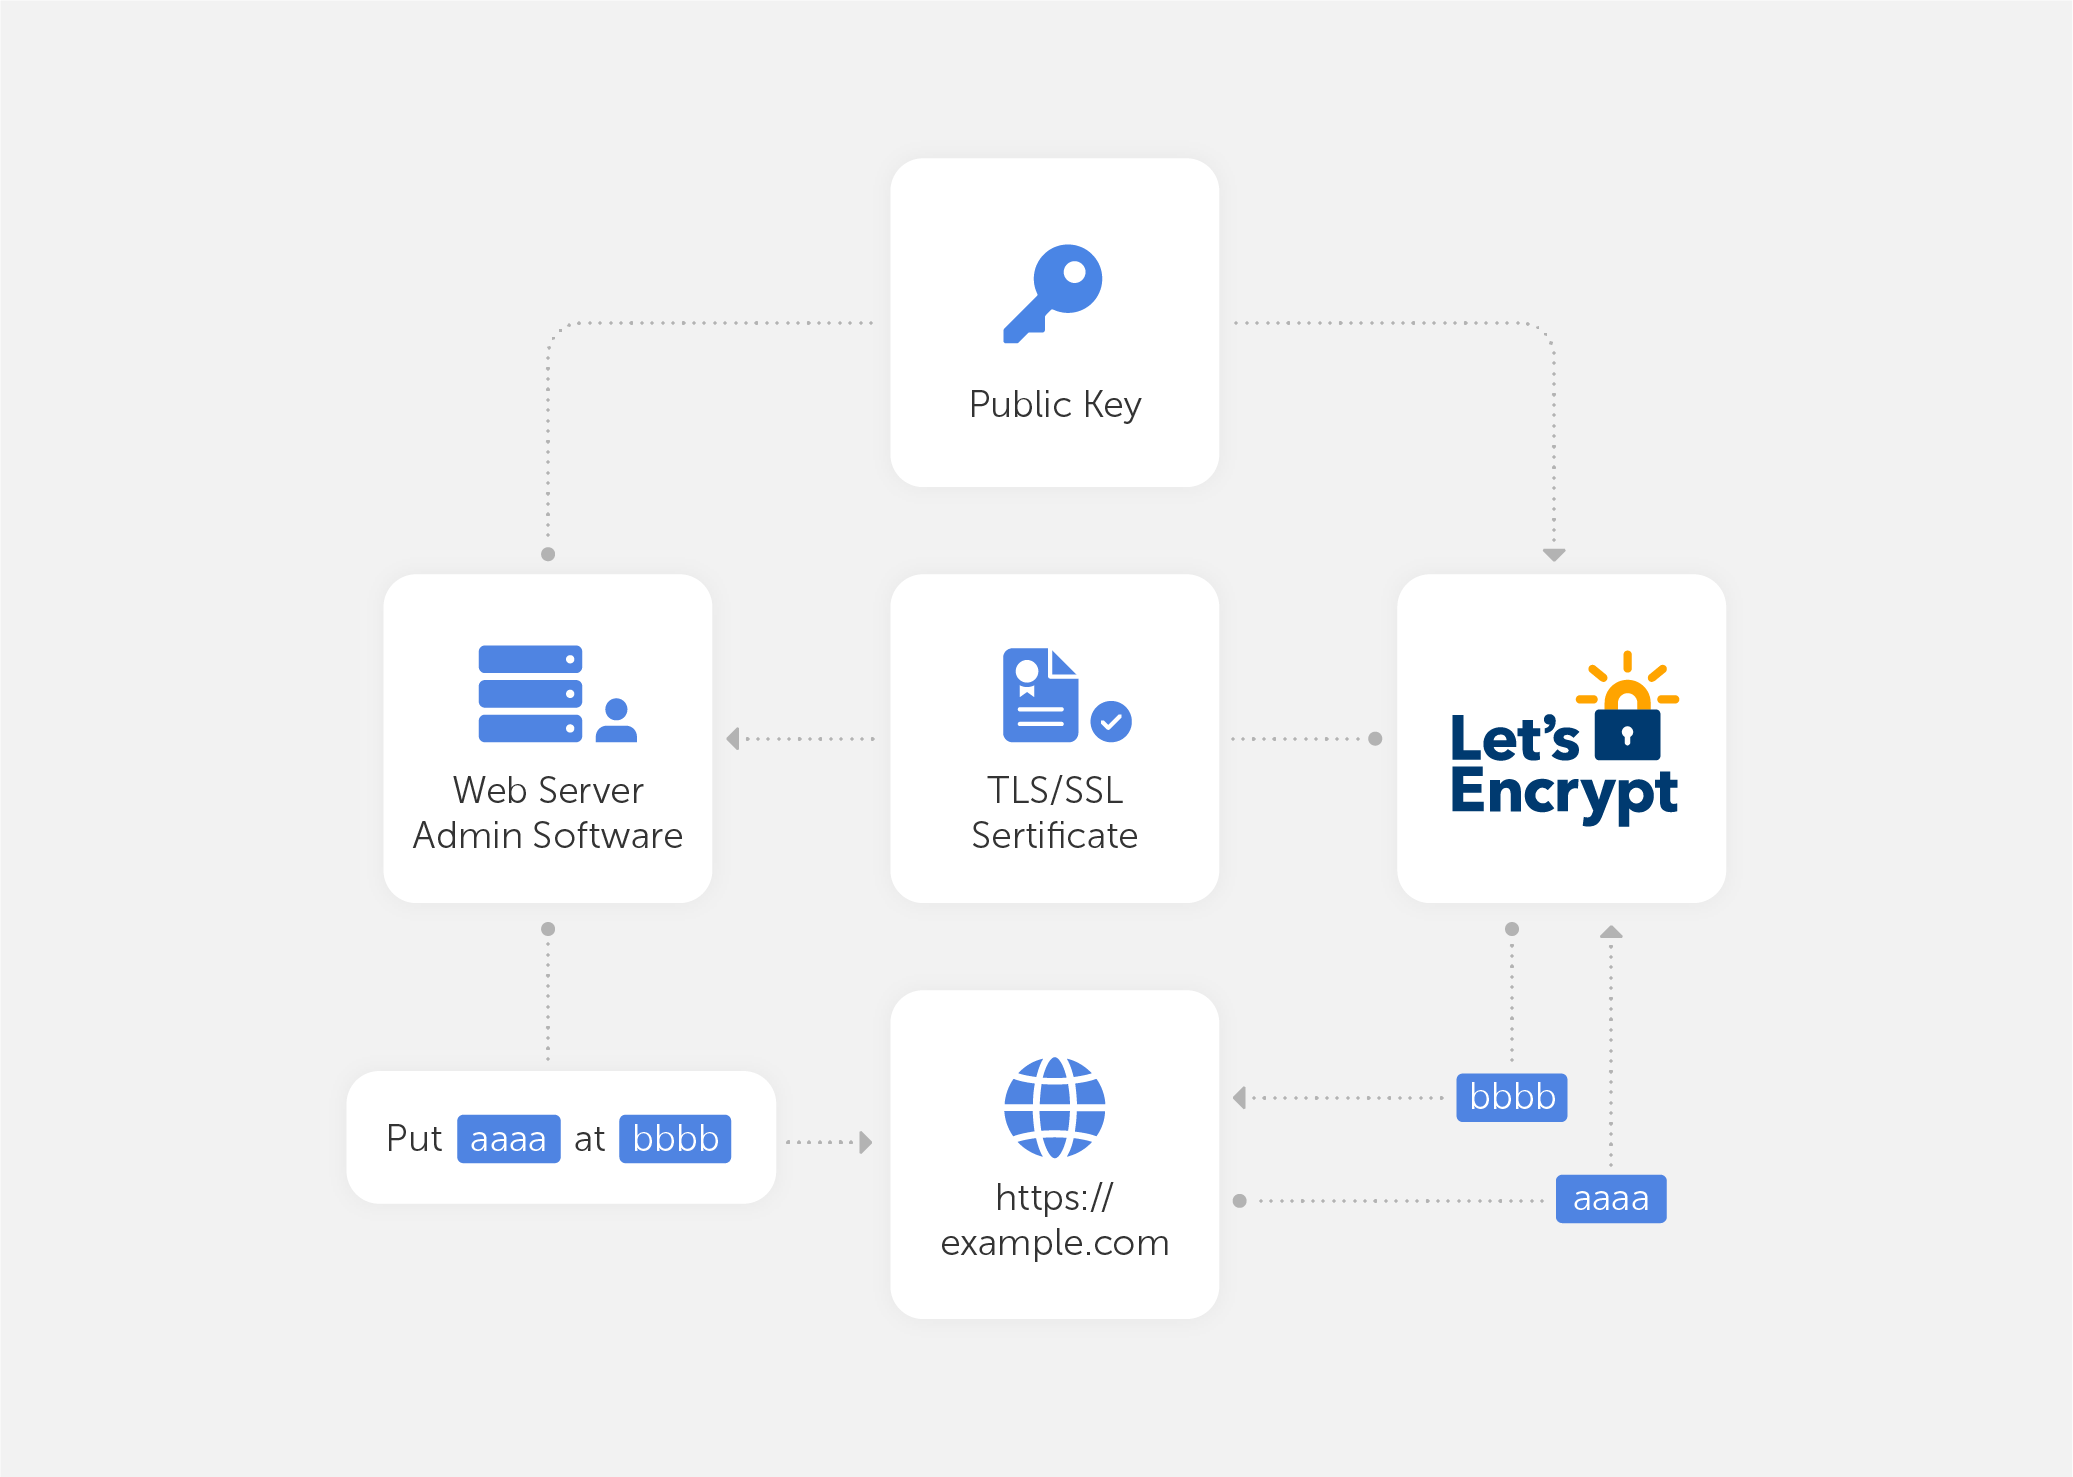 Public Key
Web Server
Admin Software
TLS/SSL
Sertificate
Let's
Encrypt
Put aaaa at bbbb
https://
example.com
bbbb
aaaa